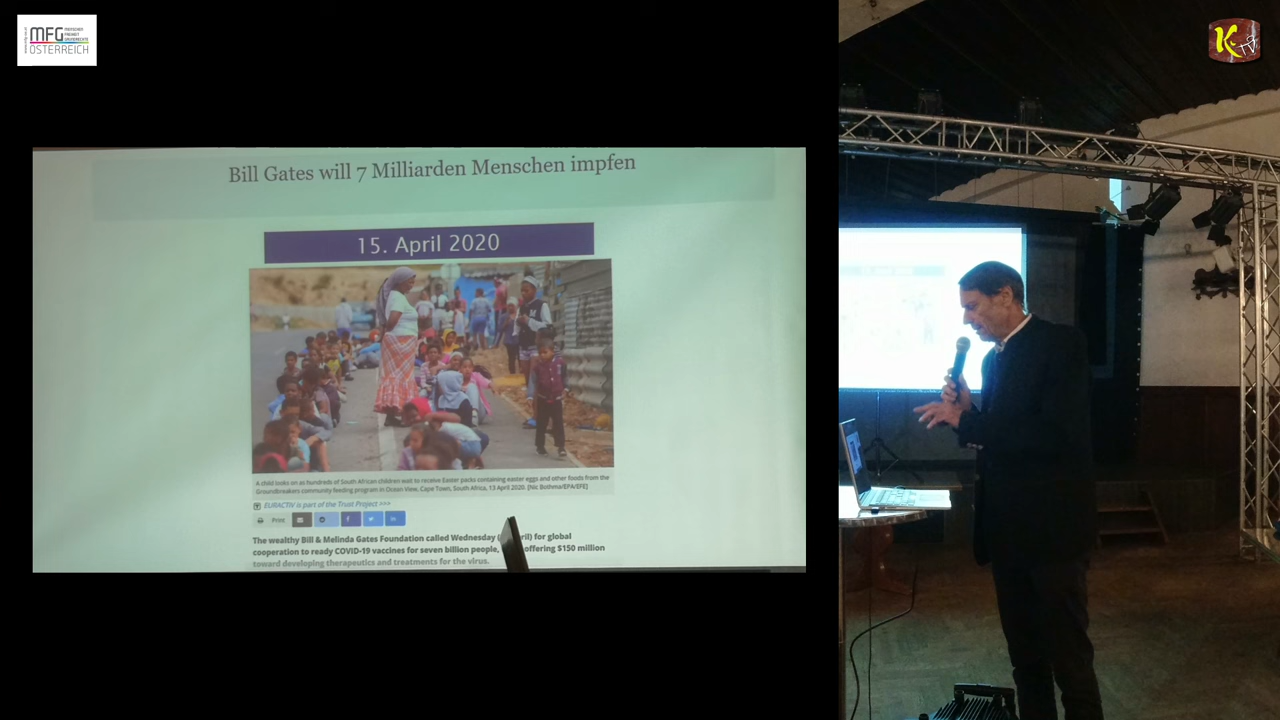 MFG
MENSCHEN
FREIHEIT
GRUNDRECHTE
ÖSTERREICH
K
TV
Bill Gates will 7 Milliarden Menschen impfen
15. April 2020
A child looks on as hundreds of South African children wait to receive Easter packs containing easter eggs and other foods from the
Groundbreakers community feeding program in Ocean View, Cape Town, South Africa, 13 April 2020. [Nic Bothma/EPA/EFE]
EURACTIV is part of the Trust Project >>>
Print
The wealthy Bill & Melinda Gates Foundation called Wednesday ( for global
cooperation to ready COVID-19 vaccines for seven billion people, offering $150 million
toward developing therapeutics and treatments for the virus.